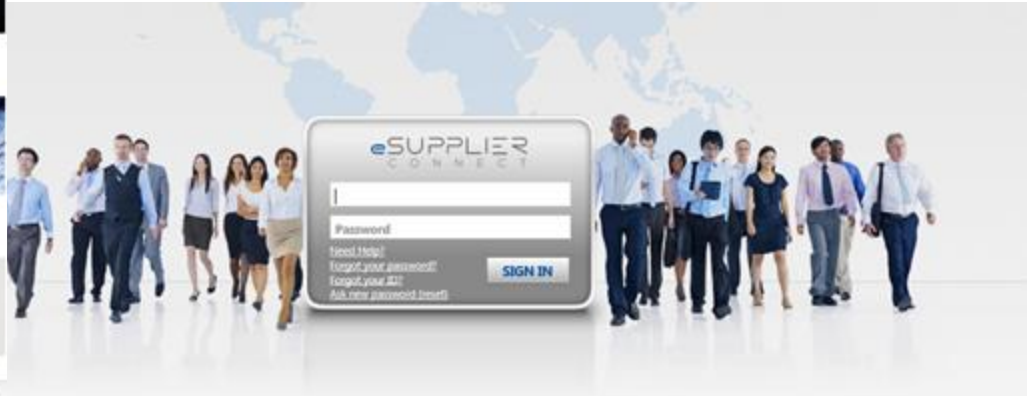 eSUPPLIER
CONNECT
Password
Need Help?
Forgot your password?
Forgot your ID?
Ask new password (reset)
SIGN IN